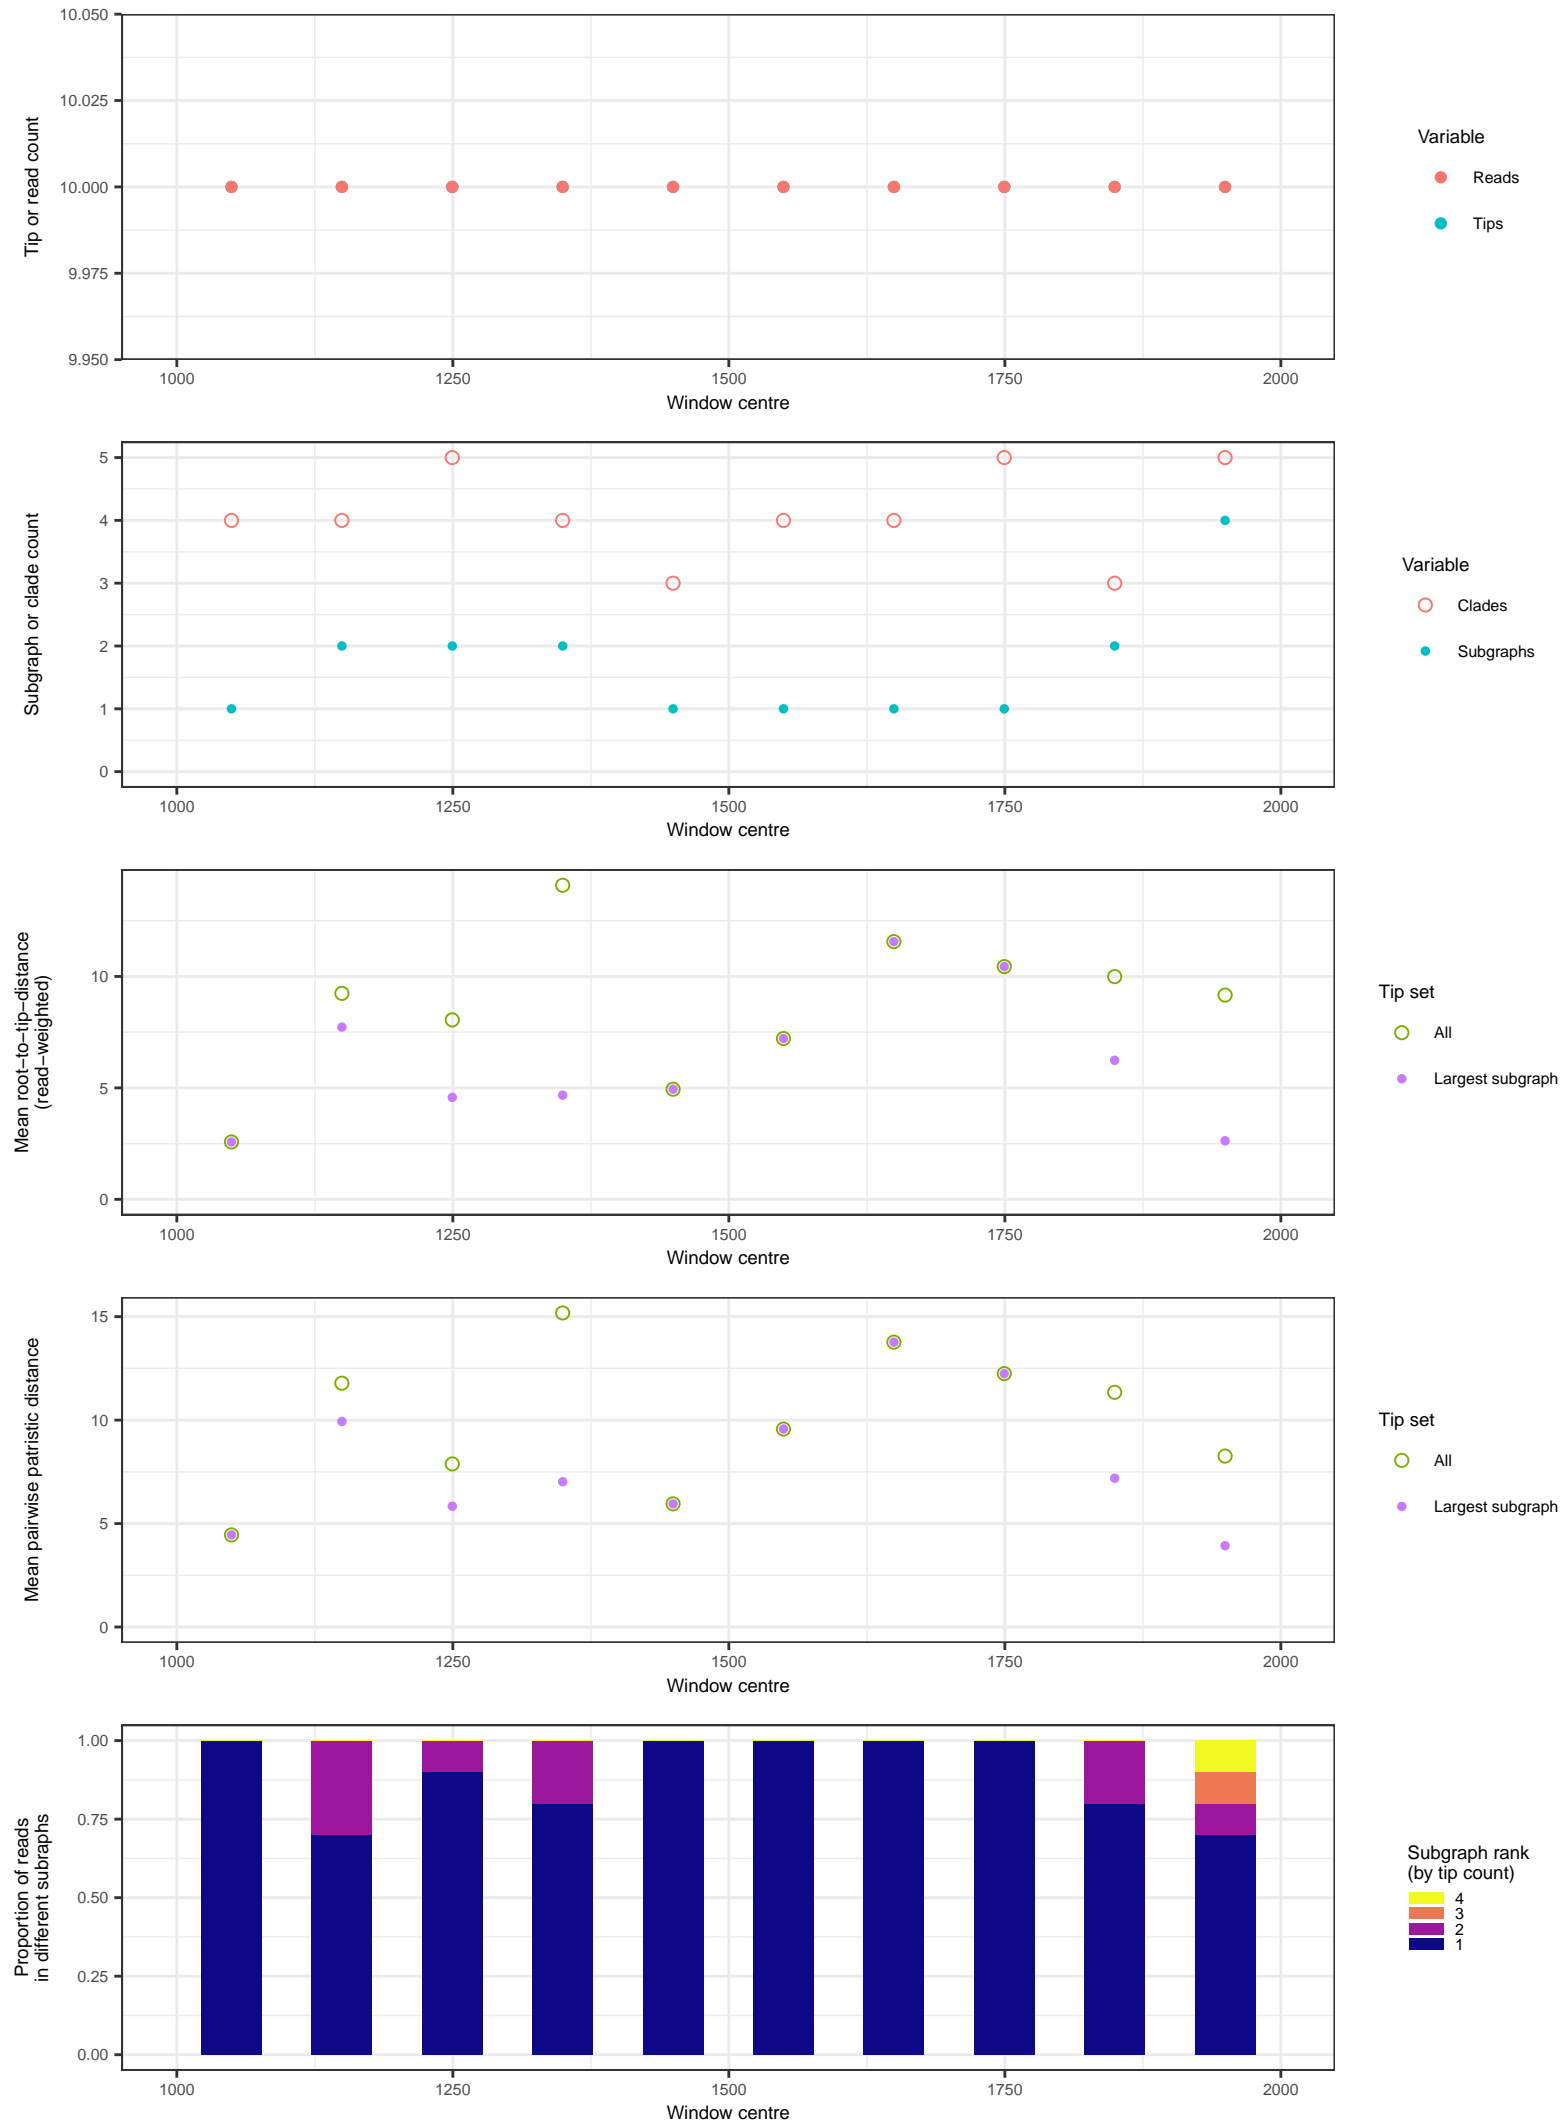 10.050
10.025
10.000
9.975
9.950
Tip or read count
1000 1250 1500 1750 2000
Window centre
Variable
Reads
Tips
5
4
3
2
1
0
Subgraph or clade count
1000 1250 1500 1750 2000
Window centre
Variable
Clades
Subgraphs
10
5
0
Mean root−to−tip−distance
(read−weighted)
1000 1250 1500 1750 2000
Window centre
Tip set
All
Largest subgraph
15
10
5
0
Mean pairwise patristic distance
1000 1250 1500 1750 2000
Window centre
Tip set
All
Largest subgraph
1.00
0.75
0.50
0.25
0.00
Proportion of reads
in different subraphs
1000 1250 1500 1750 2000
Window centre
Subgraph rank
(by tip count)
4
3
2
1